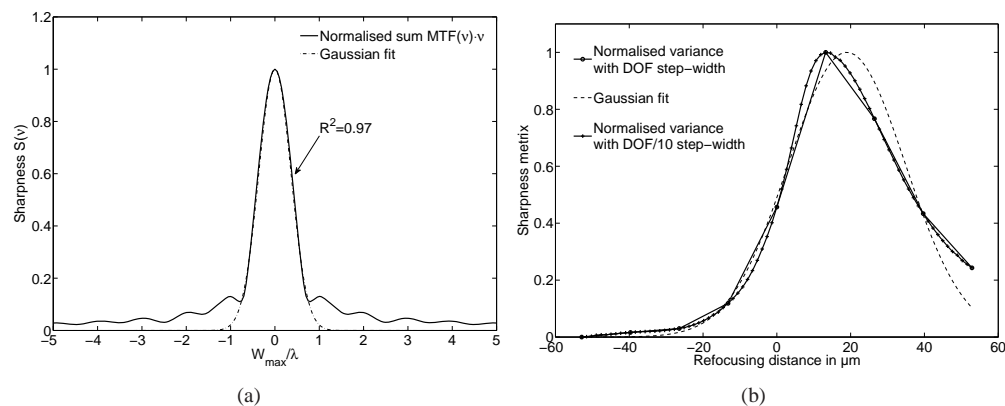 1.2
1
0.8
0.6
0.4
0.2
0
Sharpness S(ν)
Normalised sum MTF(ν)·ν
Gaussian fit
R²=0.97
−5 −4 −3 −2 −1 0 1 2 3 4 5
W_max/λ
(a)
1
0.8
0.6
0.4
0.2
0
Sharpness metrix
Normalised variance
with DOF step−width
Gaussian fit
Normalised variance
with DOF/10 step−width
−60 −40 −20 0 20 40 60
Refocusing distance in µm
(b)